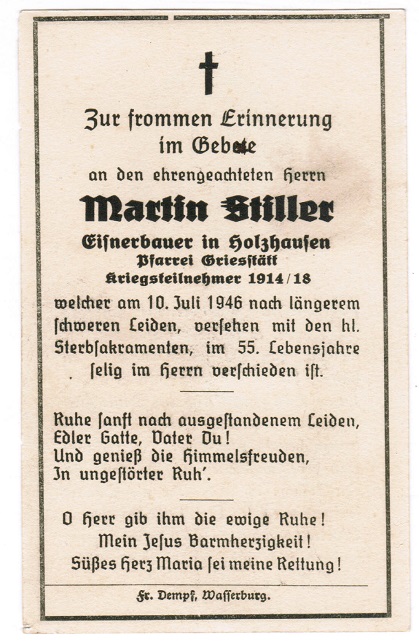 Zur frommen Erinnerung
im Gebete
an den ehrengeachteten Herrn
Martin Stiller
Eisnerbauer in Holzhausen
Pfarrei Griesstätt
Kriegsteilnehmer 1914/18
welcher am 10. Juli 1946 nach längerem
schweren Leiden, versehen mit den hl.
Sterbsakramenten, im 55. Lebensjahre
selig im Herrn verschieden ist.
Ruhe sanft nach ausgestandenem Leiden,
Edler Gatte, Vater Du!
Und genieß die Himmelsfreuden,
In ungestörter Ruh'.
O Herr gib ihm die ewige Ruhe!
Mein Jesus Barmherzigkeit!
Süßes Herz Maria sei meine Rettung!
Fr. Dempf, Wasserburg.